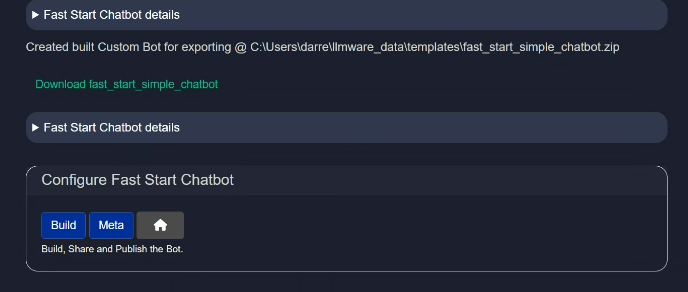 Fast Start Chatbot details
Created built Custom Bot for exporting @ C:\Users\darre\llmware_data\templates\fast_start_simple_chatbot.zip
Download fast_start_simple_chatbot
Fast Start Chatbot details
Configure Fast Start Chatbot
Build Meta
Build, Share and Publish the Bot.